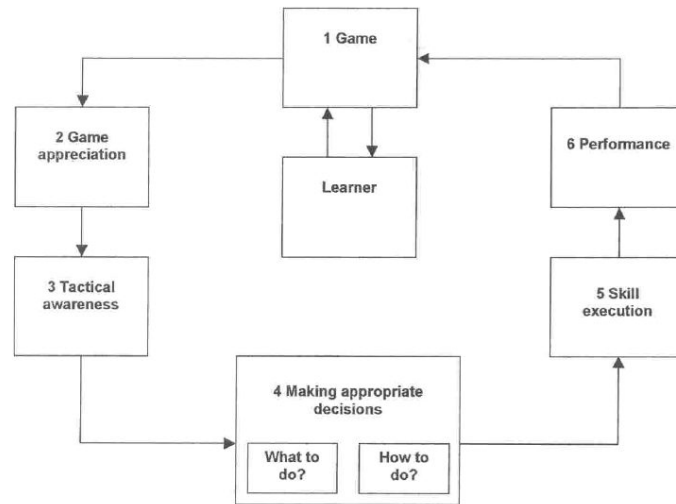 1 Game
2 Game
appreciation
6 Performance
Learner
3 Tactical
awareness
5 Skill
execution
4 Making appropriate
decisions
What to
do?
How to
do?